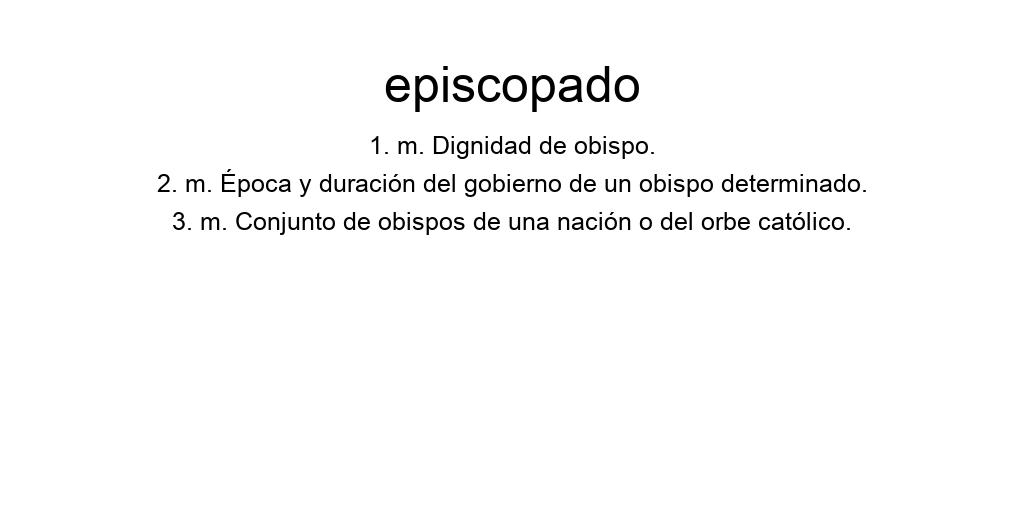 episcopado
1. m. Dignidad de obispo.
2. m. Época y duración del gobierno de un obispo determinado.
3. m. Conjunto de obispos de una nación o del orbe católico.